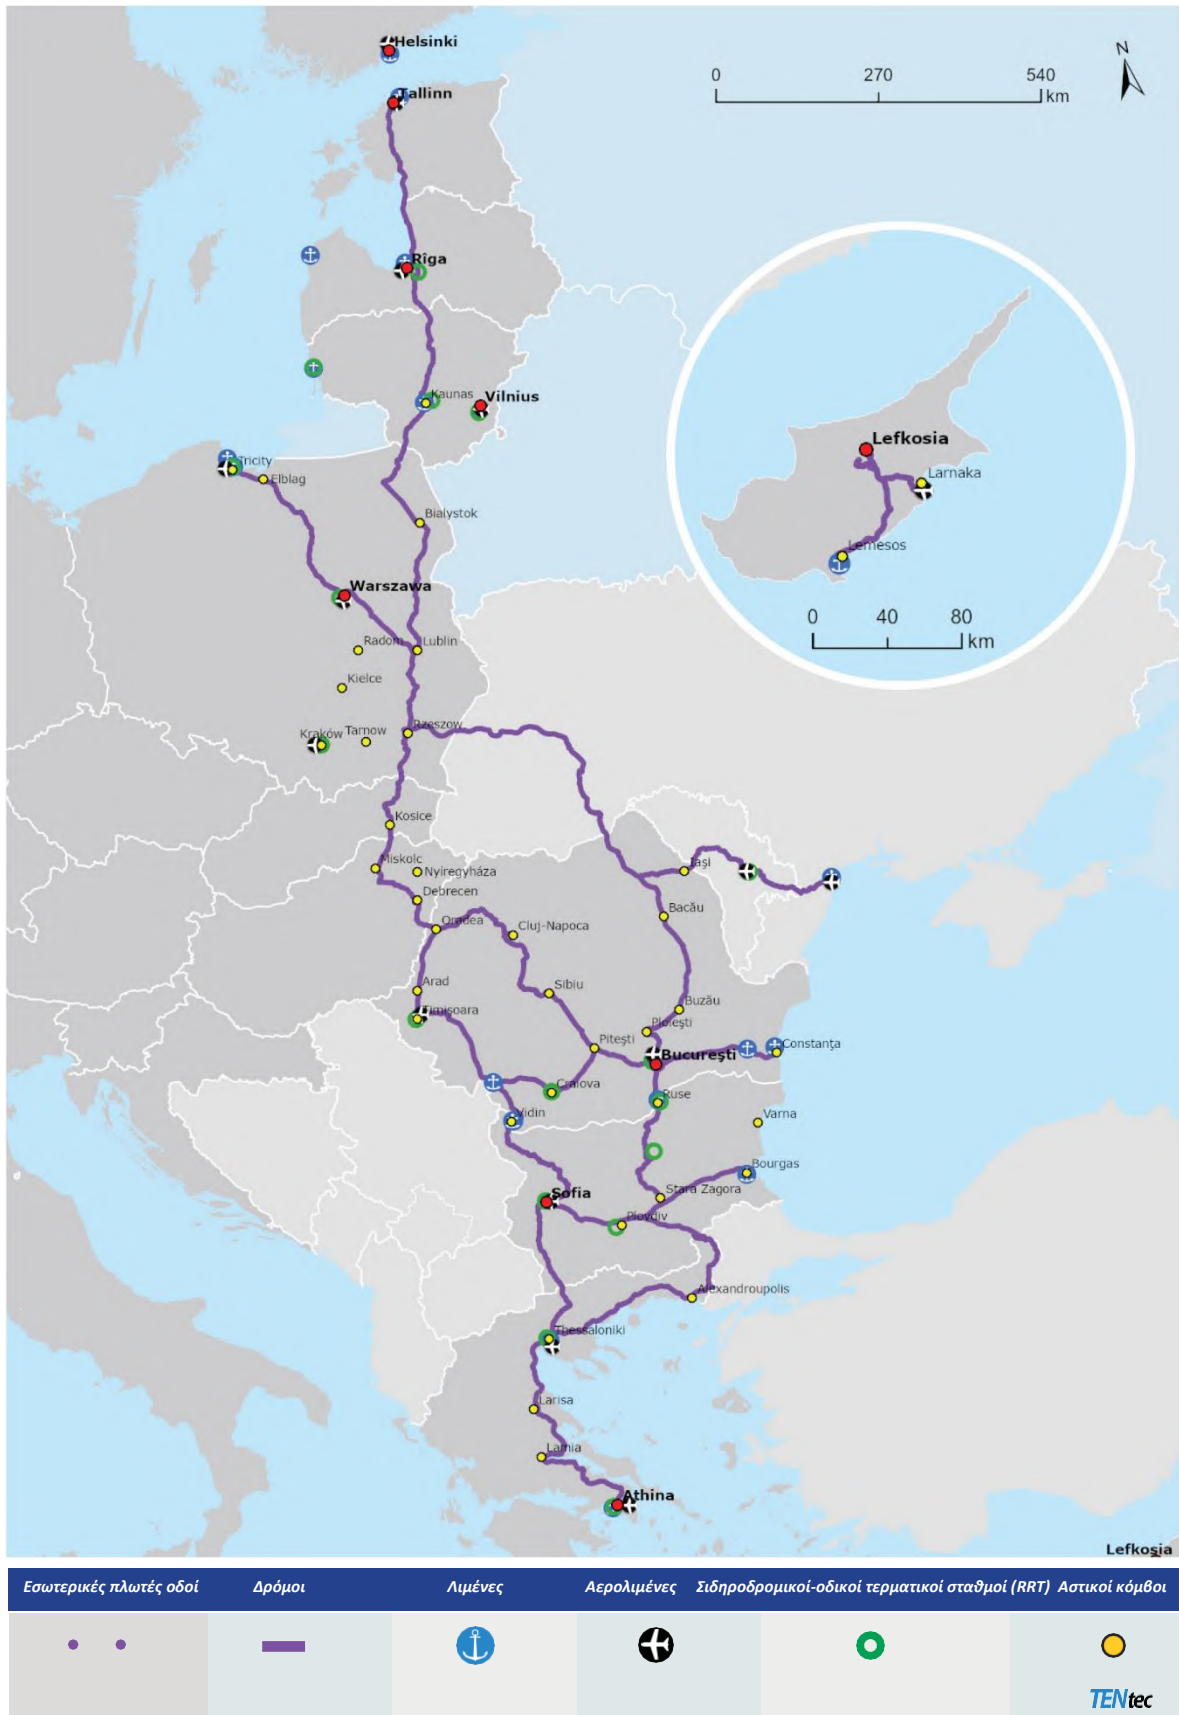 Helsinki
N
0 270 540
km
Tallinn
Rîga
Kaunas
Vilnius
Tricity
Elblag
Lefkosia
Larnaka
Bialystok
Lemesos
Warszawa
0 40 80
km
Radom
Lublin
Kielce
Rzeszow
Kraków
Tarnow
Kosice
Miskolc
Nyíregyháza
Iaşi
Debrecen
Bacău
Oradea
Cluj-Napoca
Arad
Sibiu
Timişoara
Buzău
Ploieşti
Piteşti
Constanţa
Bucureşti
Craiova
Ruse
Vidin
Varna
Bourgas
Sofia
Stara Zagora
Plovdiv
Alexandroupolis
Thessaloniki
Larisa
Lamia
Athina
Lefkosia
Εσωτερικές πλωτές οδοί Δρόμοι Λιμένες Αερολιμένες Σιδηροδρομικοί-οδικοί τερματικοί σταθμοί (RRT) Αστικοί κόμβοι
TENtec